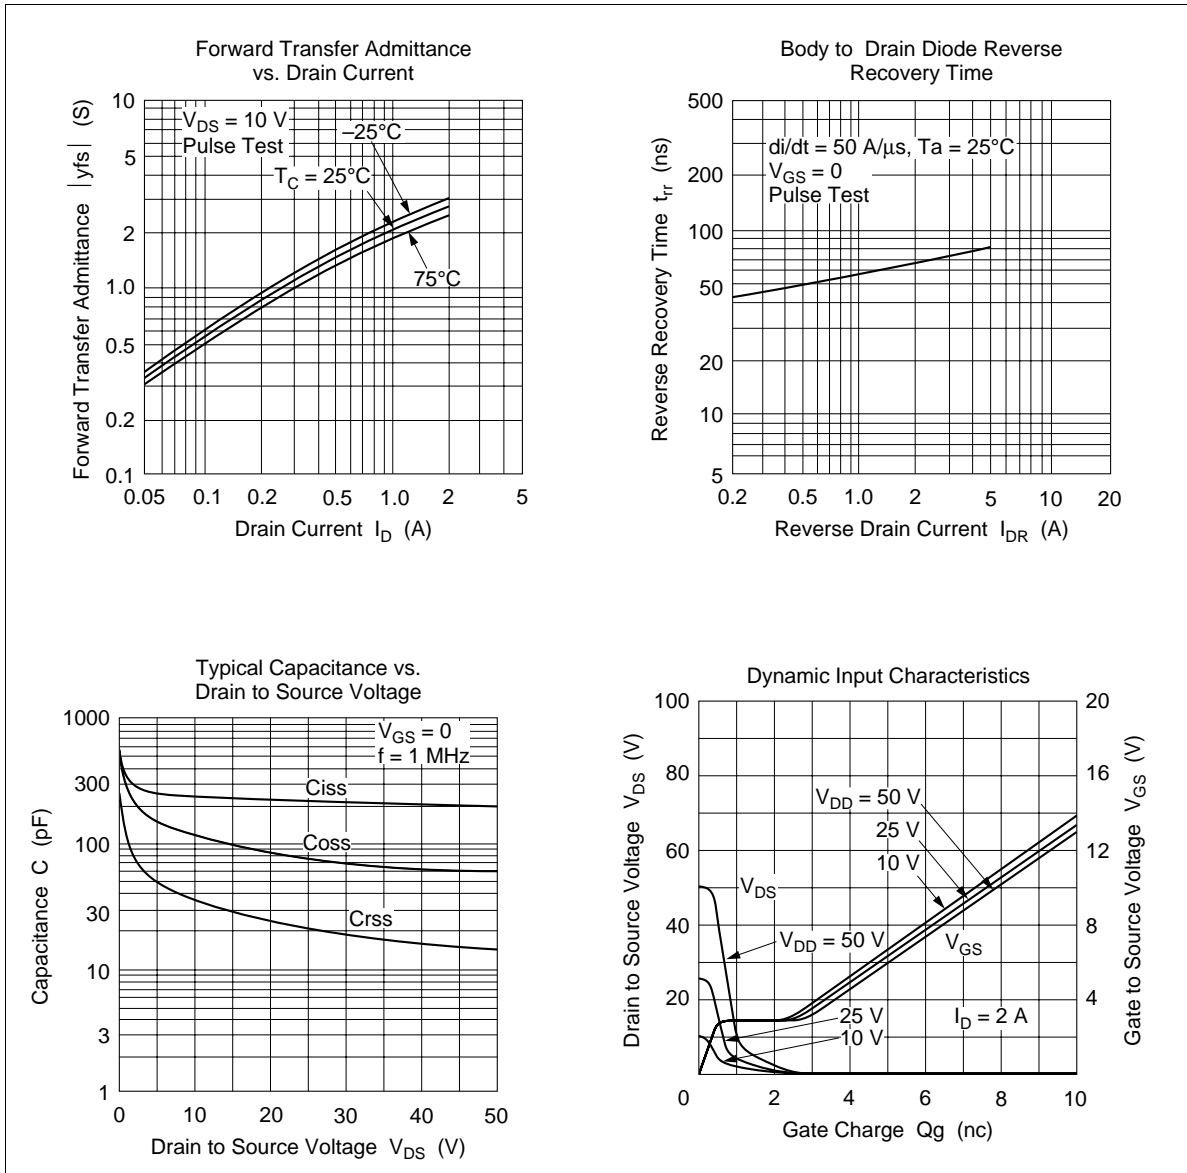 Forward Transfer Admittance
vs. Drain Current
Forward Transfer Admittance |yfs| (S)
10
5
2
1.0
0.5
0.2
0.1
V_DS = 10 V
Pulse Test
–25°C
T_C = 25°C
75°C
0.05 0.1 0.2 0.5 1.0 2 5
Drain Current I_D (A)
Body to Drain Diode Reverse
Recovery Time
Reverse Recovery Time t_rr (ns)
500
200
100
50
20
10
5
di/dt = 50 A/μs, Ta = 25°C
V_GS = 0
Pulse Test
0.2 0.5 1.0 2 5 10 20
Reverse Drain Current I_DR (A)
Typical Capacitance vs.
Drain to Source Voltage
Capacitance C (pF)
1000
300
100
30
10
3
1
V_GS = 0
f = 1 MHz
Ciss
Coss
Crss
0 10 20 30 40 50
Drain to Source Voltage V_DS (V)
Dynamic Input Characteristics
Drain to Source Voltage V_DS (V)
100
80
60
40
20
0
V_DD = 50 V
25 V
10 V
V_DS
V_DD = 50 V
V_GS
25 V
10 V
I_D = 2 A
20
16
12
8
4
0
Gate to Source Voltage V_GS (V)
0 2 4 6 8 10
Gate Charge Qg (nc)